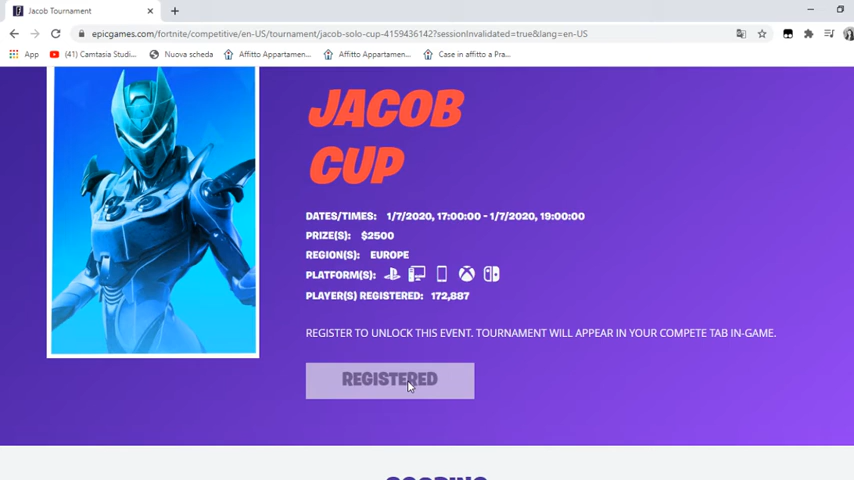 Jacob Tournament
epicgames.com/fortnite/competitive/en-US/tournament/jacob-solo-cup-4159436142?sessionInvalidated=true&lang=en-US
App (41) Camtasia Studi... Nuova scheda Affitto Appartamen... Affitto Appartamen... Case in affitto a Pra...
JACOB
CUP
DATES/TIMES: 1/7/2020, 17:00:00 - 1/7/2020, 19:00:00
PRIZE(S): $2500
REGION(S): EUROPE
PLATFORM(S):
PLAYER(S) REGISTERED: 172,887
REGISTER TO UNLOCK THIS EVENT. TOURNAMENT WILL APPEAR IN YOUR COMPETE TAB IN-GAME.
REGISTERED
SCORING